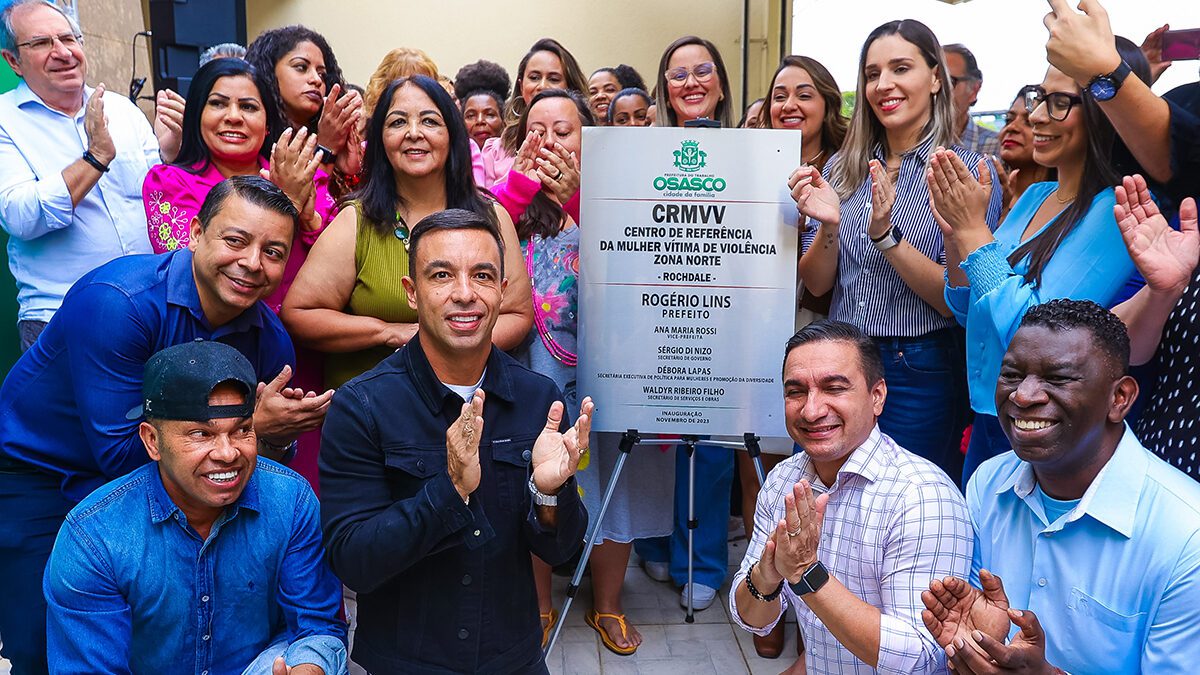 PREFEITURA DO TRABALHO
OSASCO
cidade da família
CRMVV
CENTRO DE REFERÊNCIA
DA MULHER VÍTIMA DE VIOLÊNCIA
ZONA NORTE
- ROCHDALE -
ROGÉRIO LINS
PREFEITO
ANA MARIA ROSSI
VICE-PREFEITA
SÉRGIO DI NIZO
SECRETÁRIO DE GOVERNO
DÉBORA LAPAS
SECRETÁRIA EXECUTIVA DE POLÍTICA PARA MULHERES E PROMOÇÃO DA DIVERSIDADE
WALDYR RIBEIRO FILHO
SECRETÁRIO DE SERVIÇOS E OBRAS
INAUGURAÇÃO
NOVEMBRO DE 2023